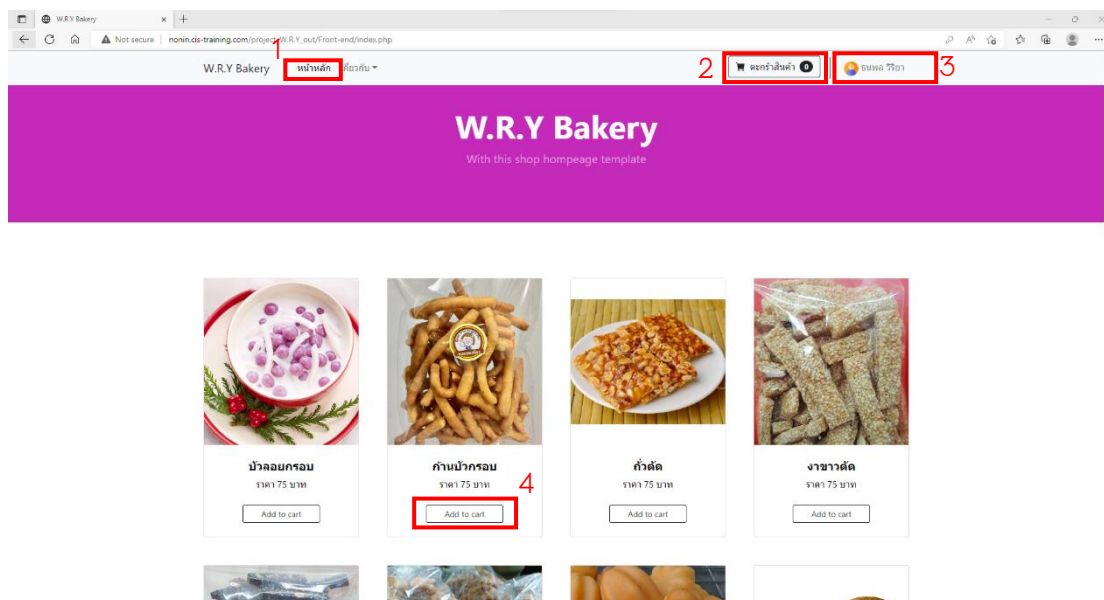 W.R.Y Bakery
Not secure | nonin.cis-training.com/project_W.R.Y_out/Front-end/index.php
1
2
3
W.R.Y Bakery หน้าหลัก เกี่ยวกับ ตะกร้าสินค้า 0 ธนพล วิริยา
W.R.Y Bakery
With this shop hompeage template
บัวลอยกรอบ ก้านบัวกรอบ ถั่วตัด งาขาวตัด
ราคา 75 บาท ราคา 75 บาท ราคา 75 บาท ราคา 75 บาท
4
Add to cart Add to cart Add to cart Add to cart